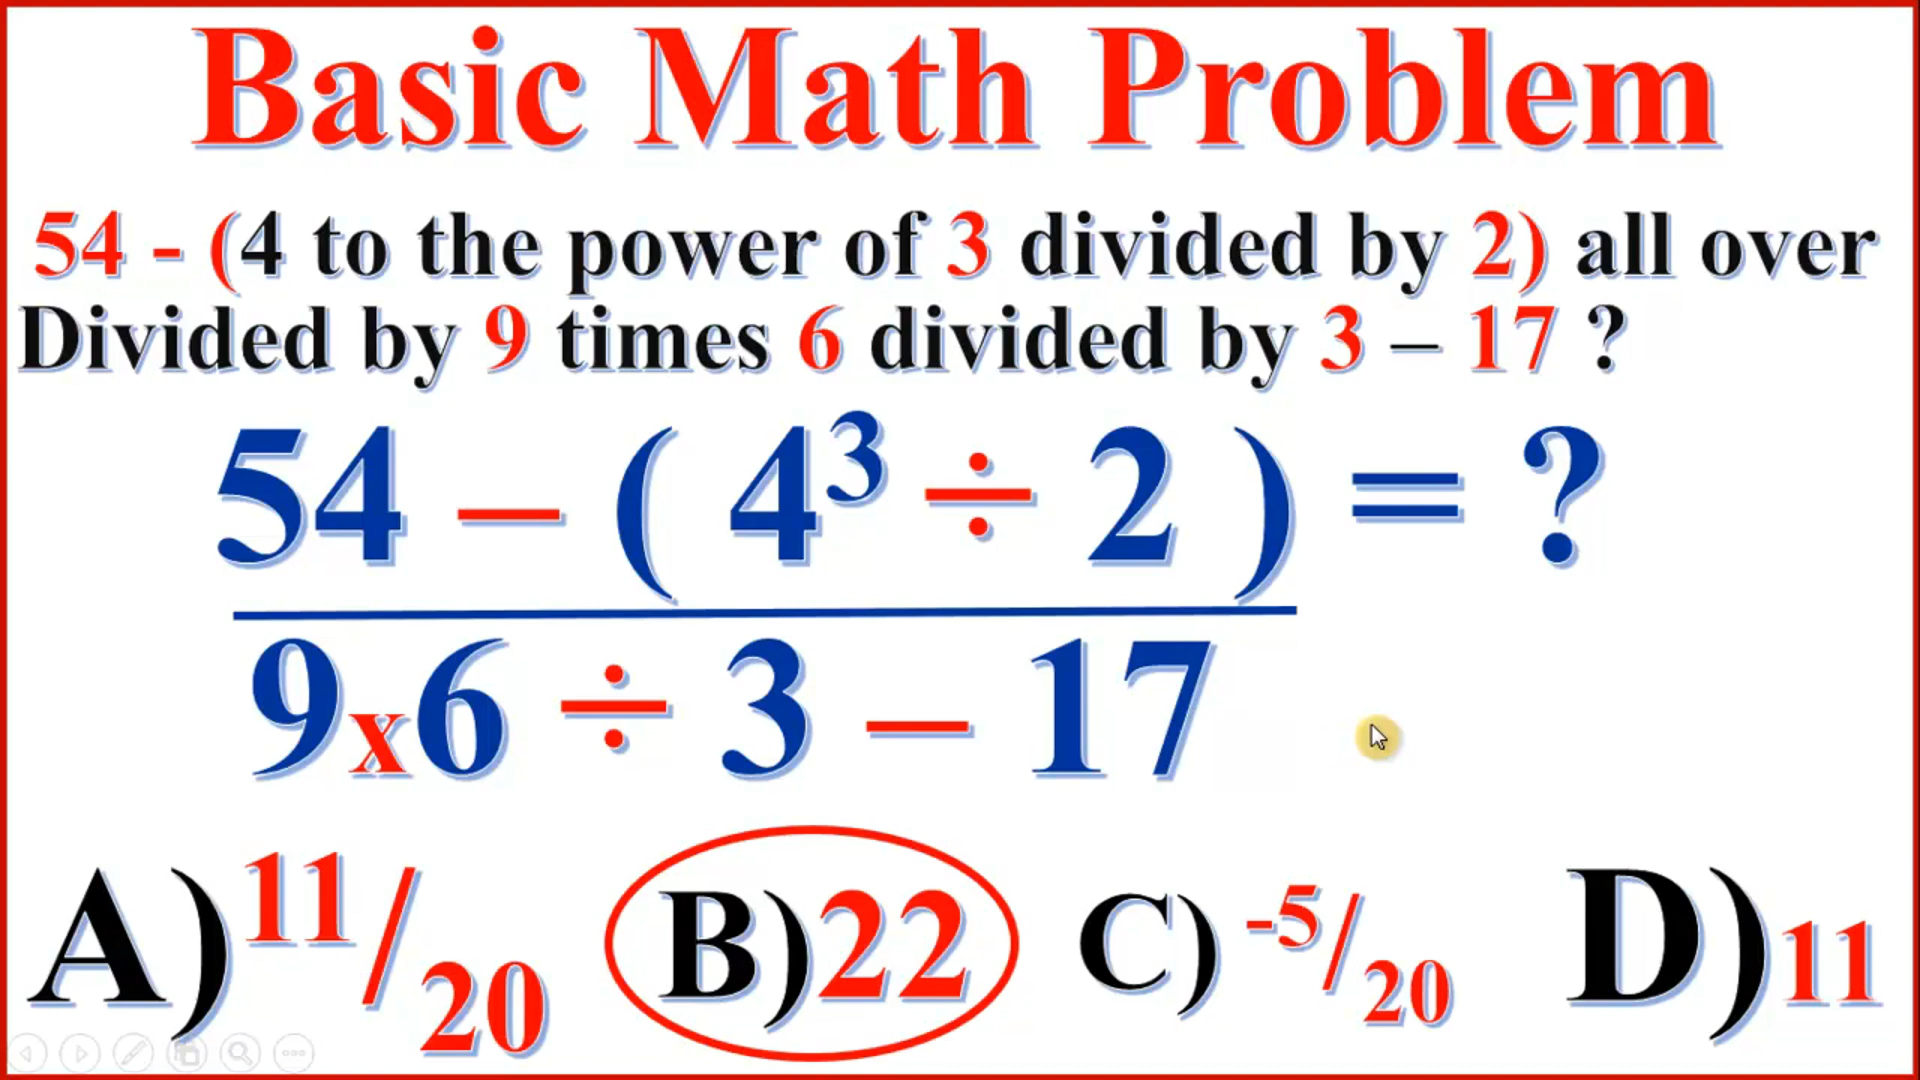 Basic Math Problem
54 - (4 to the power of 3 divided by 2) all over
Divided by 9 times 6 divided by 3 – 17 ?
54 – ( 4³ ÷ 2 ) = ?
9x6 ÷ 3 – 17
A) 11/20 B)22 C) -5/20 D)11